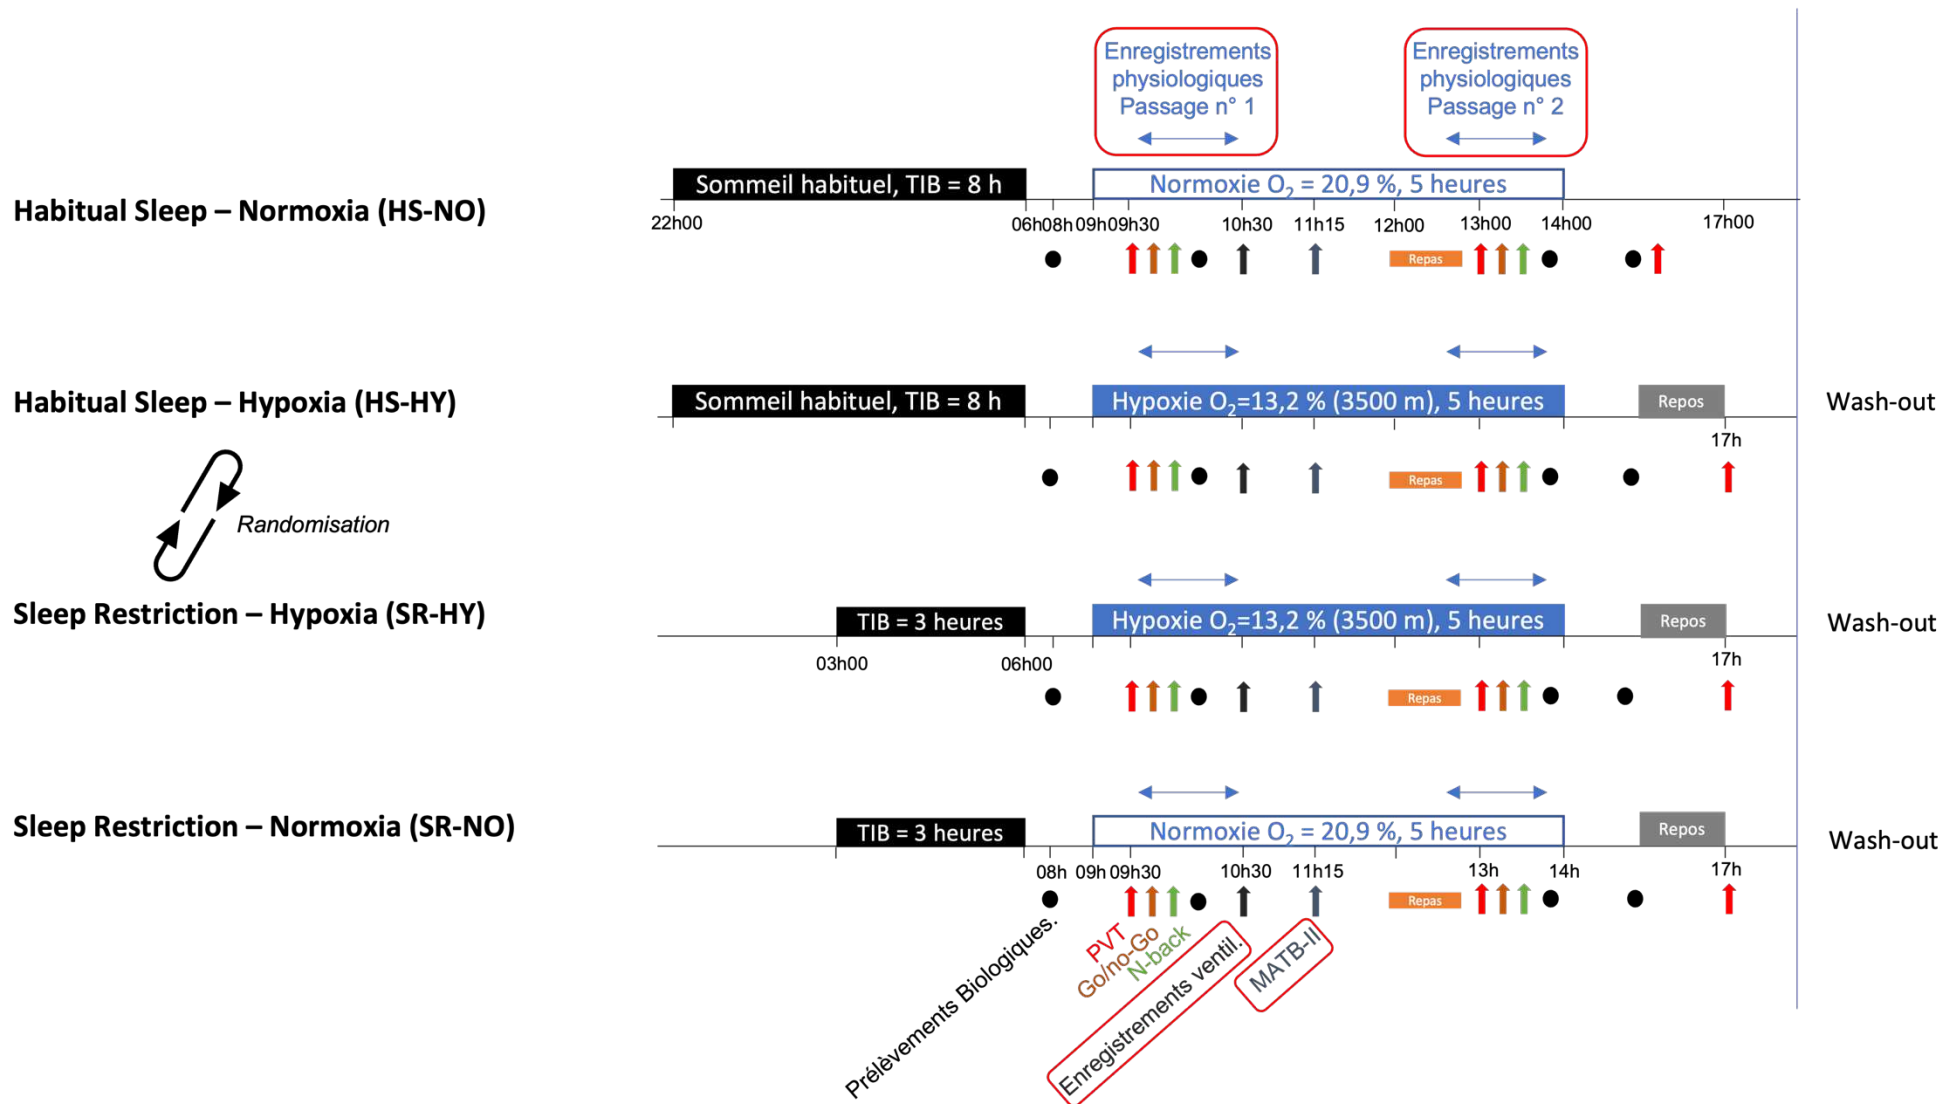 Enregistrements
physiologiques
Passage n° 1
Enregistrements
physiologiques
Passage n° 2
Habitual Sleep – Normoxia (HS-NO)
Sommeil habituel, TIB = 8 h
Normoxie O₂ = 20,9 %, 5 heures
22h00 06h 08h 09h 09h30 10h30 11h15 12h00 13h00 14h00 17h00
Repas
Habitual Sleep – Hypoxia (HS-HY)
Sommeil habituel, TIB = 8 h
Hypoxie O₂=13,2 % (3500 m), 5 heures
Repos
Wash-out
17h
Repas
Randomisation
Sleep Restriction – Hypoxia (SR-HY)
TIB = 3 heures
Hypoxie O₂=13,2 % (3500 m), 5 heures
Repos
Wash-out
03h00 06h00 17h
Repas
Sleep Restriction – Normoxia (SR-NO)
TIB = 3 heures
Normoxie O₂ = 20,9 %, 5 heures
Repos
Wash-out
08h 09h 09h30 10h30 11h15 13h 14h 17h
Repas
Prélèvements Biologiques.
PVT
Go/no-Go
N-back
Enregistrements ventil.
MATB-II